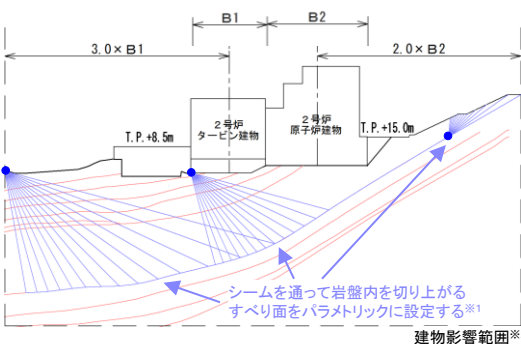 B1
B2
3.0×B1
2.0×B2
T.P.+8.5m
2号炉
タービン建物
2号炉
原子炉建物
T.P.+15.0m
シームを通って岩盤内を切り上がる
すべり面をパラメトリックに設定する※1
建物影響範囲※